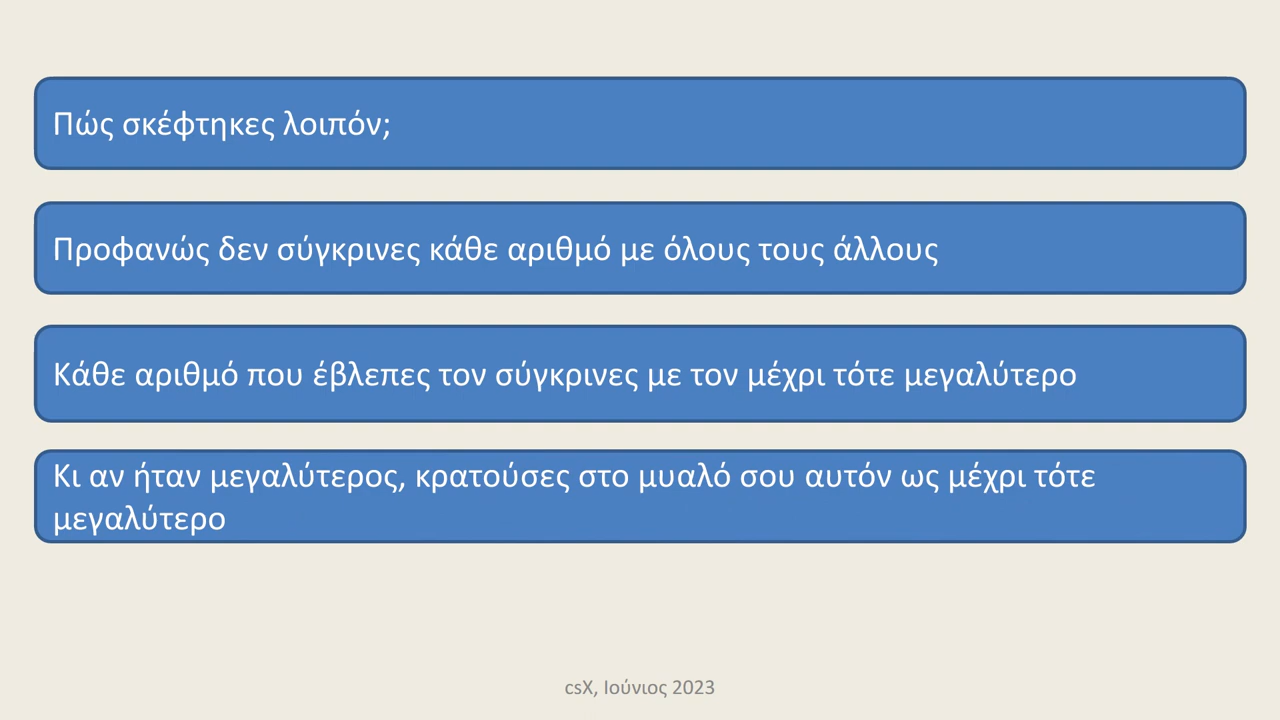 Πώς σκέφτηκες λοιπόν;
Προφανώς δεν σύγκρινες κάθε αριθμό με όλους τους άλλους
Κάθε αριθμό που έβλεπες τον σύγκρινες με τον μέχρι τότε μεγαλύτερο
Κι αν ήταν μεγαλύτερος, κρατούσες στο μυαλό σου αυτόν ως μέχρι τότε
μεγαλύτερο
csX, Ιούνιος 2023